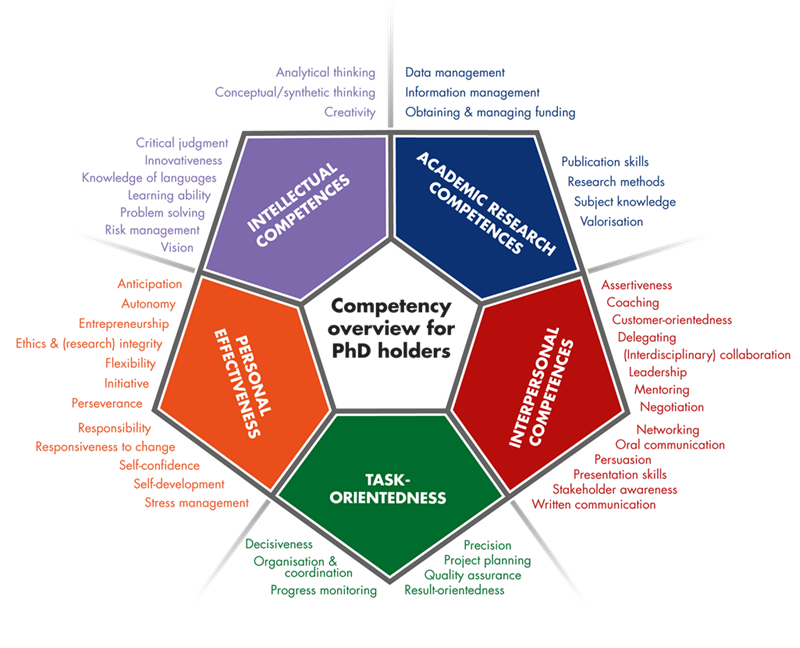 Analytical thinking
Conceptual/synthetic thinking
Creativity
Critical judgment
Innovativeness
Knowledge of languages
Learning ability
Problem solving
Risk management
Vision
INTELLECTUAL
COMPETENCES
Data management
Information management
Obtaining & managing funding
Publication skills
Research methods
Subject knowledge
Valorisation
ACADEMIC RESEARCH
COMPETENCES
Competency
overview for
PhD holders
Anticipation
Autonomy
Entrepreneurship
Ethics & (research) integrity
Flexibility
Initiative
Perseverance
Responsibility
Responsiveness to change
Self-confidence
Self-development
Stress management
PERSONAL
EFFECTIVENESS
Assertiveness
Coaching
Customer-orientedness
Delegating
(Interdisciplinary) collaboration
Leadership
Mentoring
Negotiation
Networking
Oral communication
Persuasion
Presentation skills
Stakeholder awareness
Written communication
INTERPERSONAL
COMPETENCES
TASK-
ORIENTEDNESS
Decisiveness
Organisation &
coordination
Progress monitoring
Precision
Project planning
Quality assurance
Result-orientedness